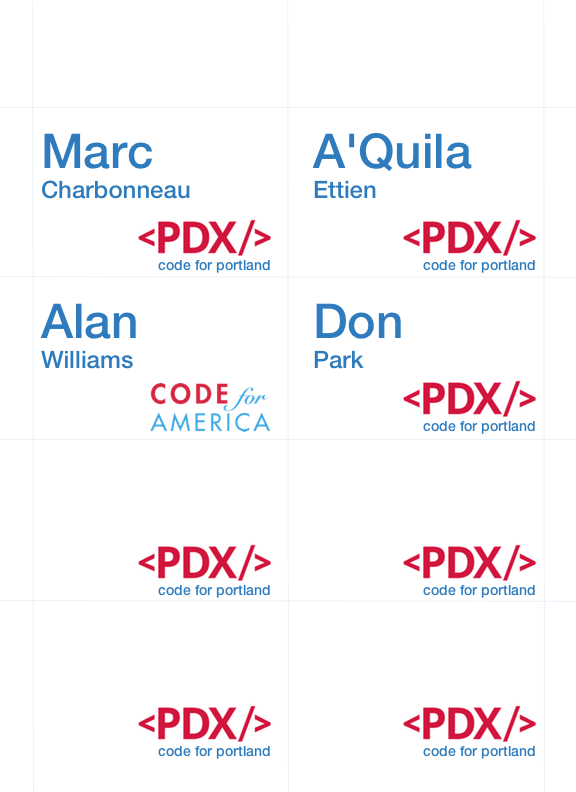 Marc
Charbonneau
<PDX/>
code for portland
A'Quila
Ettien
<PDX/>
code for portland
Alan
Williams
CODE for
AMERICA
Don
Park
<PDX/>
code for portland
<PDX/>
code for portland
<PDX/>
code for portland
<PDX/>
code for portland
<PDX/>
code for portland